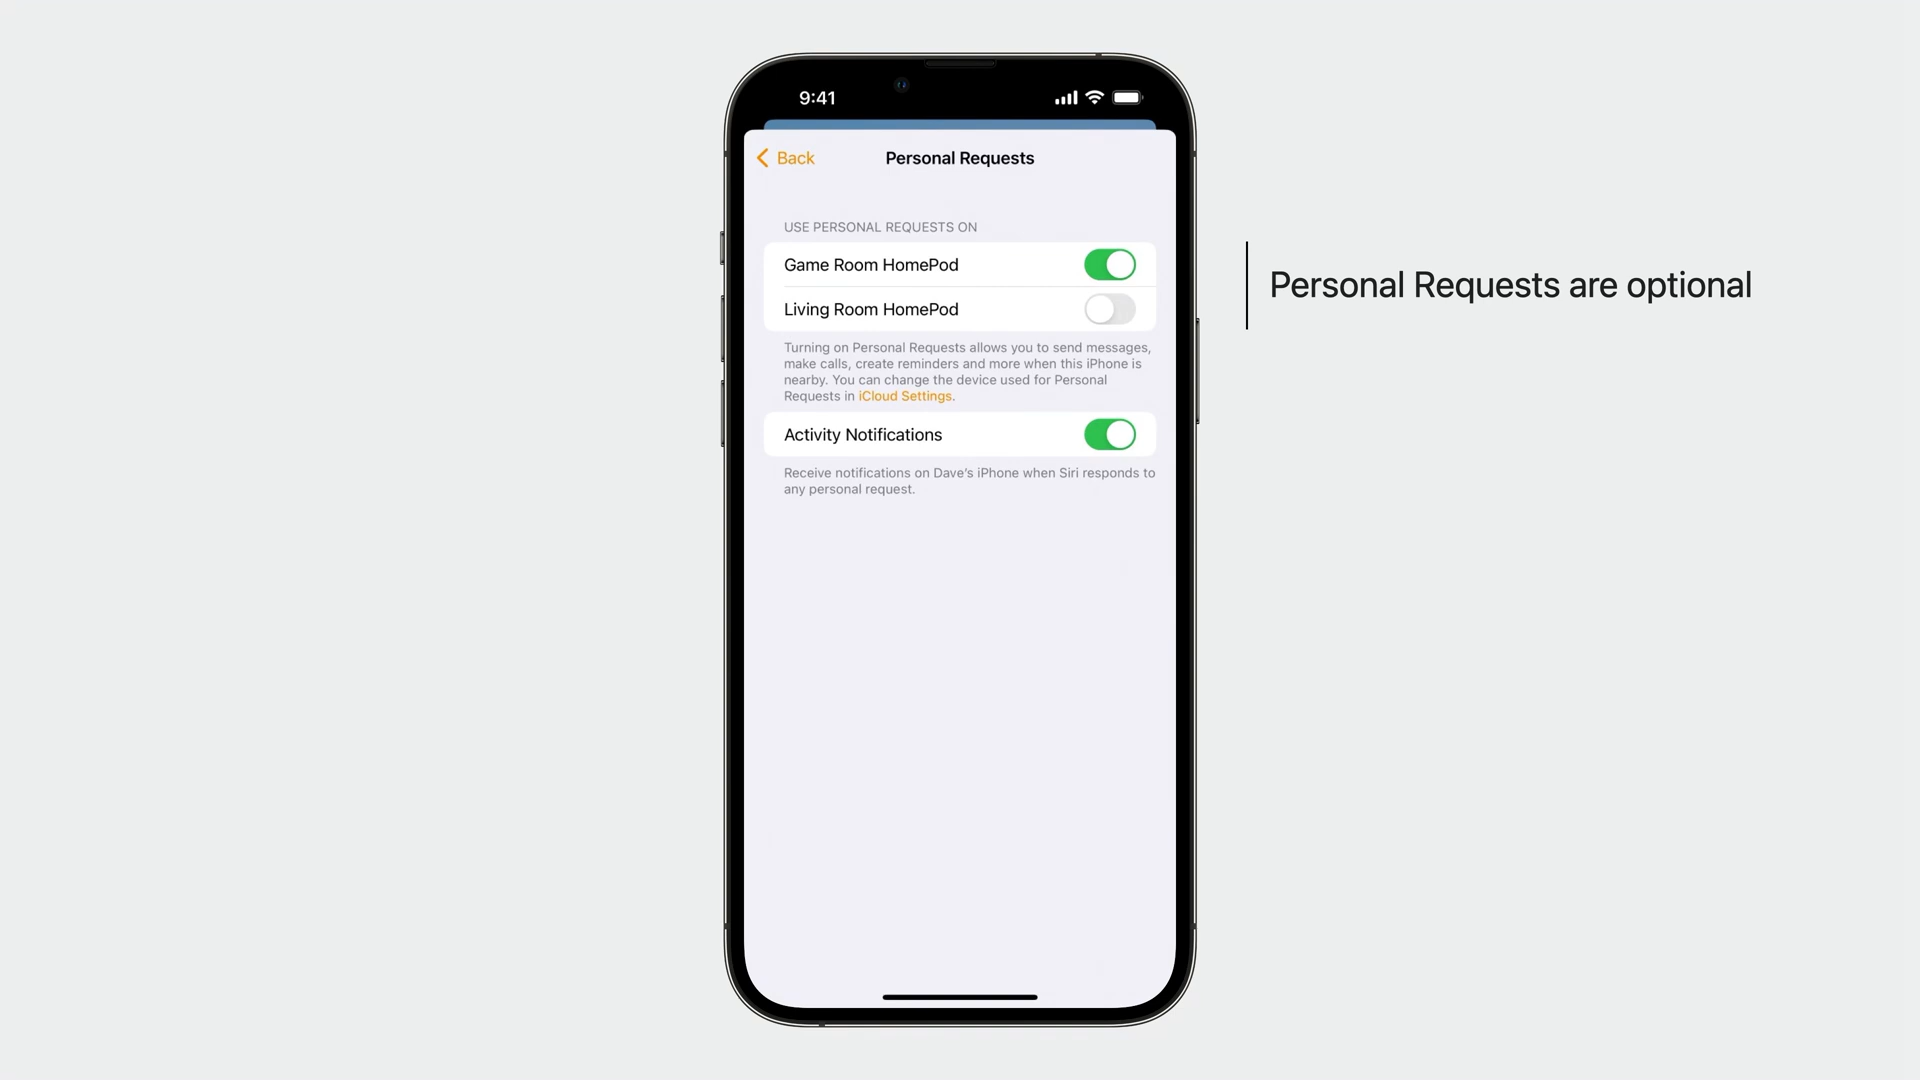 9:41
Back
Personal Requests
USE PERSONAL REQUESTS ON
Game Room HomePod
Living Room HomePod
Turning on Personal Requests allows you to send messages,
make calls, create reminders and more when this iPhone is
nearby. You can change the device used for Personal
Requests in iCloud Settings.
Activity Notifications
Receive notifications on Dave's iPhone when Siri responds to
any personal request.
Personal Requests are optional